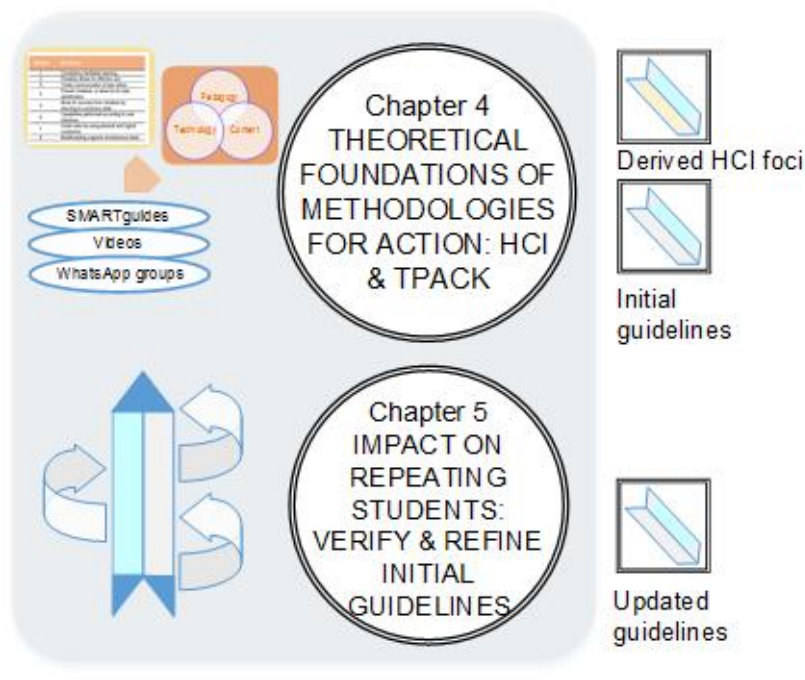 Pedagogy
Technology
Content
SMARTguides
Videos
WhatsApp groups
Chapter 4
THEORETICAL
FOUNDATIONS OF
METHODOLOGIES
FOR ACTION: HCI
& TPACK
Derived HCI foci
Initial
guidelines
Chapter 5
IMPACT ON
REPEATING
STUDENTS:
VERIFY & REFINE
INITIAL
GUIDELINES
Updated
guidelines